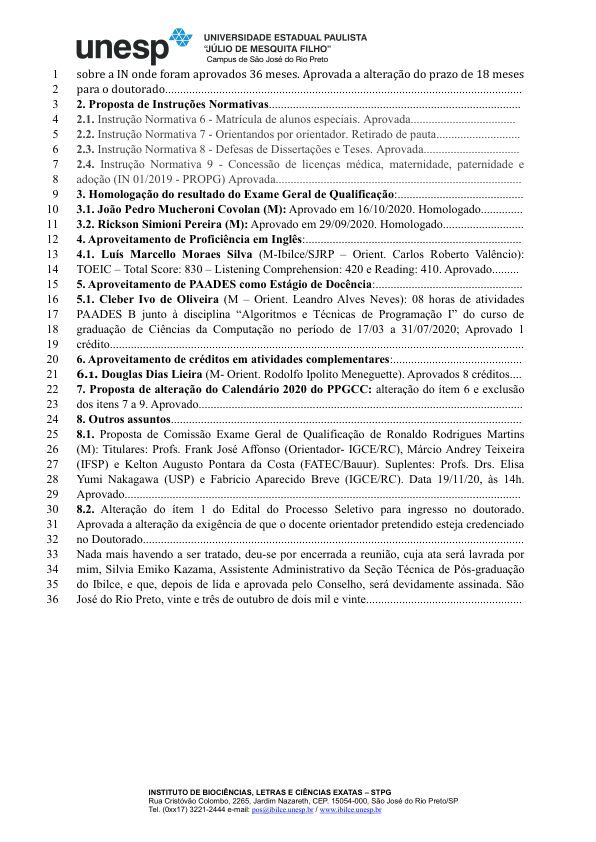 unesp
UNIVERSIDADE ESTADUAL PAULISTA
“JÚLIO DE MESQUITA FILHO”
Campus de São José do Rio Preto
1 sobre a IN onde foram aprovados 36 meses. Aprovada a alteração do prazo de 18 meses
2 para o doutorado.......................................................................................................................
3 2. Proposta de Instruções Normativas....................................................................................
4 2.1. Instrução Normativa 6 - Matrícula de alunos especiais. Aprovada...................................
5 2.2. Instrução Normativa 7 - Orientandos por orientador. Retirado de pauta............................
6 2.3. Instrução Normativa 8 - Defesas de Dissertações e Teses. Aprovada................................
7 2.4. Instrução Normativa 9 - Concessão de licenças médica, maternidade, paternidade e
8 adoção (IN 01/2019 - PROPG) Aprovada..................................................................................
9 3. Homologação do resultado do Exame Geral de Qualificação:..........................................
10 3.1. João Pedro Mucheroni Covolan (M): Aprovado em 16/10/2020. Homologado..............
11 3.2. Rickson Simioni Pereira (M): Aprovado em 29/09/2020. Homologado...........................
12 4. Aproveitamento de Proficiência em Inglês:........................................................................
13 4.1. Luís Marcello Moraes Silva (M-Ibilce/SJRP – Orient. Carlos Roberto Valêncio):
14 TOEIC – Total Score: 830 – Listening Comprehension: 420 e Reading: 410. Aprovado.........
15 5. Aproveitamento de PAADES como Estágio de Docência:.................................................
16 5.1. Cleber Ivo de Oliveira (M – Orient. Leandro Alves Neves): 08 horas de atividades
17 PAADES B junto à disciplina “Algoritmos e Técnicas de Programação I” do curso de
18 graduação de Ciências da Computação no período de 17/03 a 31/07/2020; Aprovado 1
19 crédito..........................................................................................................................................
20 6. Aproveitamento de créditos em atividades complementares:...........................................
21 6.1. Douglas Dias Lieira (M- Orient. Rodolfo Ipolito Meneguette). Aprovados 8 créditos....
22 7. Proposta de alteração do Calendário 2020 do PPGCC: alteração do ítem 6 e exclusão
23 dos itens 7 a 9. Aprovado............................................................................................................
24 8. Outros assuntos.....................................................................................................................
25 8.1. Proposta de Comissão Exame Geral de Qualificação de Ronaldo Rodrigues Martins
26 (M): Titulares: Profs. Frank José Affonso (Orientador- IGCE/RC), Márcio Andrey Teixeira
27 (IFSP) e Kelton Augusto Pontara da Costa (FATEC/Bauur). Suplentes: Profs. Drs. Elisa
28 Yumi Nakagawa (USP) e Fabricio Aparecido Breve (IGCE/RC). Data 19/11/20, às 14h.
29 Aprovado....................................................................................................................................
30 8.2. Alteração do ítem 1 do Edital do Processo Seletivo para ingresso no doutorado.
31 Aprovada a alteração da exigência de que o docente orientador pretendido esteja credenciado
32 no Doutorado..............................................................................................................................
33 Nada mais havendo a ser tratado, deu-se por encerrada a reunião, cuja ata será lavrada por
34 mim, Silvia Emiko Kazama, Assistente Administrativo da Seção Técnica de Pós-graduação
35 do Ibilce, e que, depois de lida e aprovada pelo Conselho, será devidamente assinada. São
36 José do Rio Preto, vinte e três de outubro de dois mil e vinte....................................................
INSTITUTO DE BIOCIÊNCIAS, LETRAS E CIÊNCIAS EXATAS – STPG
Rua Cristóvão Colombo, 2265, Jardim Nazareth, CEP. 15054-000, São José do Rio Preto/SP
Tel. (0xx17) 3221-2444 e-mail: pos@ibilce.unesp.br / www.ibilce.unesp.br